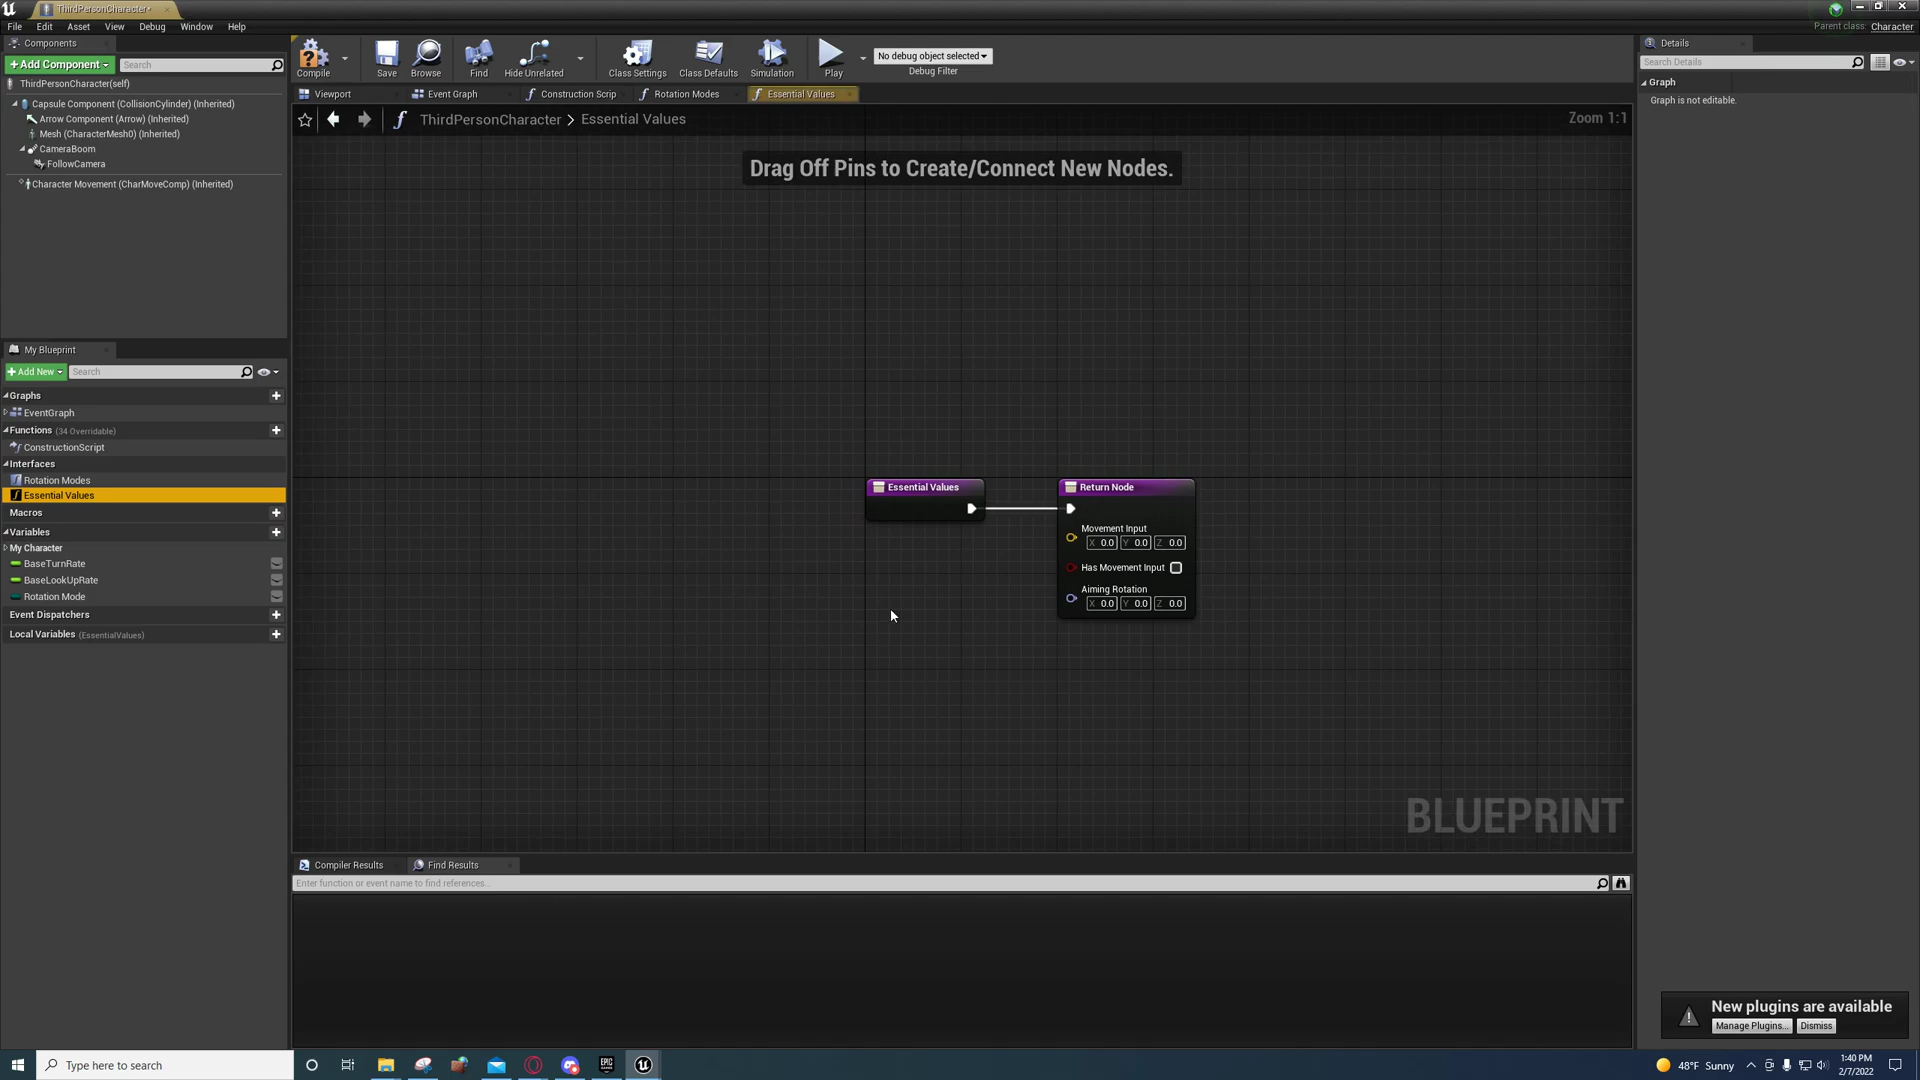 ThirdPersonCharacter*
File Edit Asset View Debug Window Help
Parent class: Character
Components
+Add Component
Search
ThirdPersonCharacter(self)
Capsule Component (CollisionCylinder) (Inherited)
Arrow Component (Arrow) (Inherited)
Mesh (CharacterMesh0) (Inherited)
CameraBoom
FollowCamera
Character Movement (CharMoveComp) (Inherited)
My Blueprint
+Add New
Search
Graphs
EventGraph
Functions (34 Overridable)
ConstructionScript
Interfaces
Rotation Modes
Essential Values
Macros
Variables
My Character
BaseTurnRate
BaseLookUpRate
Rotation Mode
Event Dispatchers
Local Variables (EssentialValues)
Compile
Save
Browse
Find
Hide Unrelated
Class Settings
Class Defaults
Simulation
Play
No debug object selected
Debug Filter
Viewport
Event Graph
Construction Scrip
Rotation Modes
Essential Values
ThirdPersonCharacter > Essential Values
Zoom 1:1
Drag Off Pins to Create/Connect New Nodes.
Essential Values
Return Node
Movement Input
X 0.0 Y 0.0 Z 0.0
Has Movement Input
Aiming Rotation
X 0.0 Y 0.0 Z 0.0
BLUEPRINT
Compiler Results
Find Results
Enter function or event name to find references...
Details
Search Details
Graph
Graph is not editable.
New plugins are available
Manage Plugins...
Dismiss
Type here to search
EPIC GAMES
48°F Sunny
1:40 PM
2/7/2022